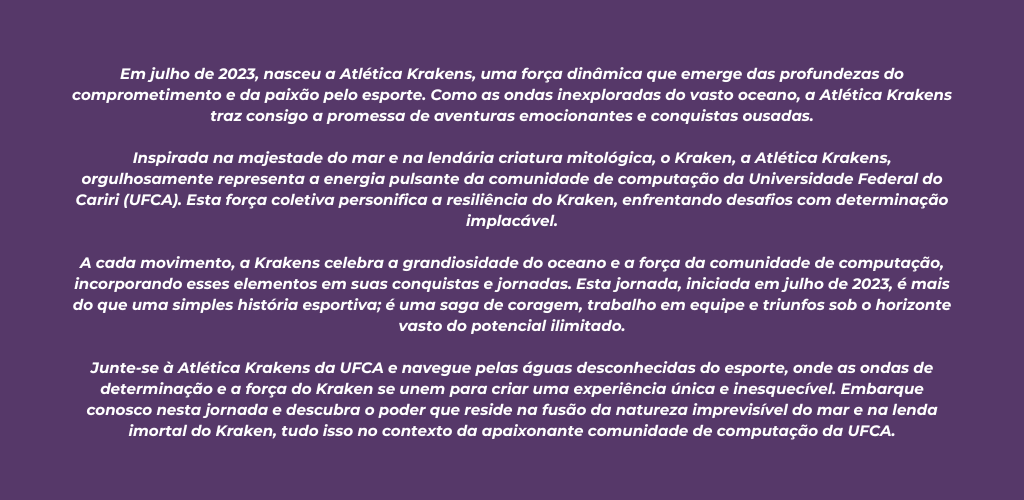 Em julho de 2023, nasceu a Atlética Krakens, uma força dinâmica que emerge das profundezas do
comprometimento e da paixão pelo esporte. Como as ondas inexploradas do vasto oceano, a Atlética Krakens
traz consigo a promessa de aventuras emocionantes e conquistas ousadas.
Inspirada na majestade do mar e na lendária criatura mitológica, o Kraken, a Atlética Krakens,
orgulhosamente representa a energia pulsante da comunidade de computação da Universidade Federal do
Cariri (UFCA). Esta força coletiva personifica a resiliência do Kraken, enfrentando desafios com determinação
implacável.
A cada movimento, a Krakens celebra a grandiosidade do oceano e a força da comunidade de computação,
incorporando esses elementos em suas conquistas e jornadas. Esta jornada, iniciada em julho de 2023, é mais
do que uma simples história esportiva; é uma saga de coragem, trabalho em equipe e triunfos sob o horizonte
vasto do potencial ilimitado.
Junte-se à Atlética Krakens da UFCA e navegue pelas águas desconhecidas do esporte, onde as ondas de
determinação e a força do Kraken se unem para criar uma experiência única e inesquecível. Embarque
conosco nesta jornada e descubra o poder que reside na fusão da natureza imprevisível do mar e na lenda
imortal do Kraken, tudo isso no contexto da apaixonante comunidade de computação da UFCA.